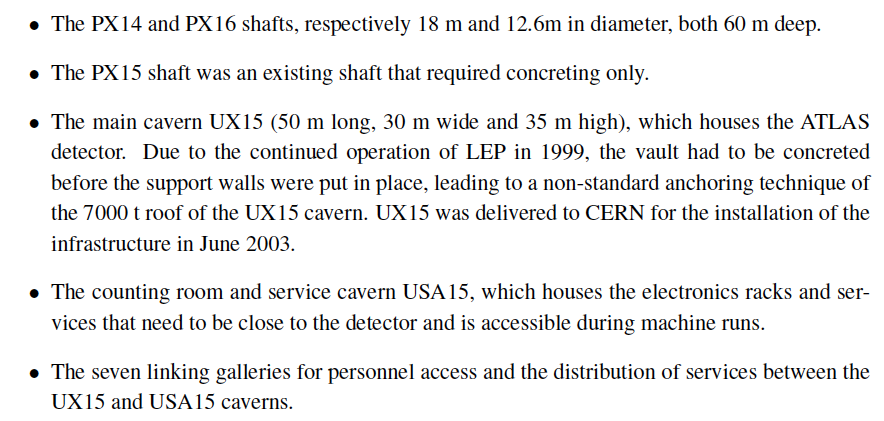 • The PX14 and PX16 shafts, respectively 18 m and 12.6m in diameter, both 60 m deep.
• The PX15 shaft was an existing shaft that required concreting only.
• The main cavern UX15 (50 m long, 30 m wide and 35 m high), which houses the ATLAS
detector. Due to the continued operation of LEP in 1999, the vault had to be concreted
before the support walls were put in place, leading to a non-standard anchoring technique of
the 7000 t roof of the UX15 cavern. UX15 was delivered to CERN for the installation of the
infrastructure in June 2003.
• The counting room and service cavern USA15, which houses the electronics racks and ser-
vices that need to be close to the detector and is accessible during machine runs.
• The seven linking galleries for personnel access and the distribution of services between the
UX15 and USA15 caverns.